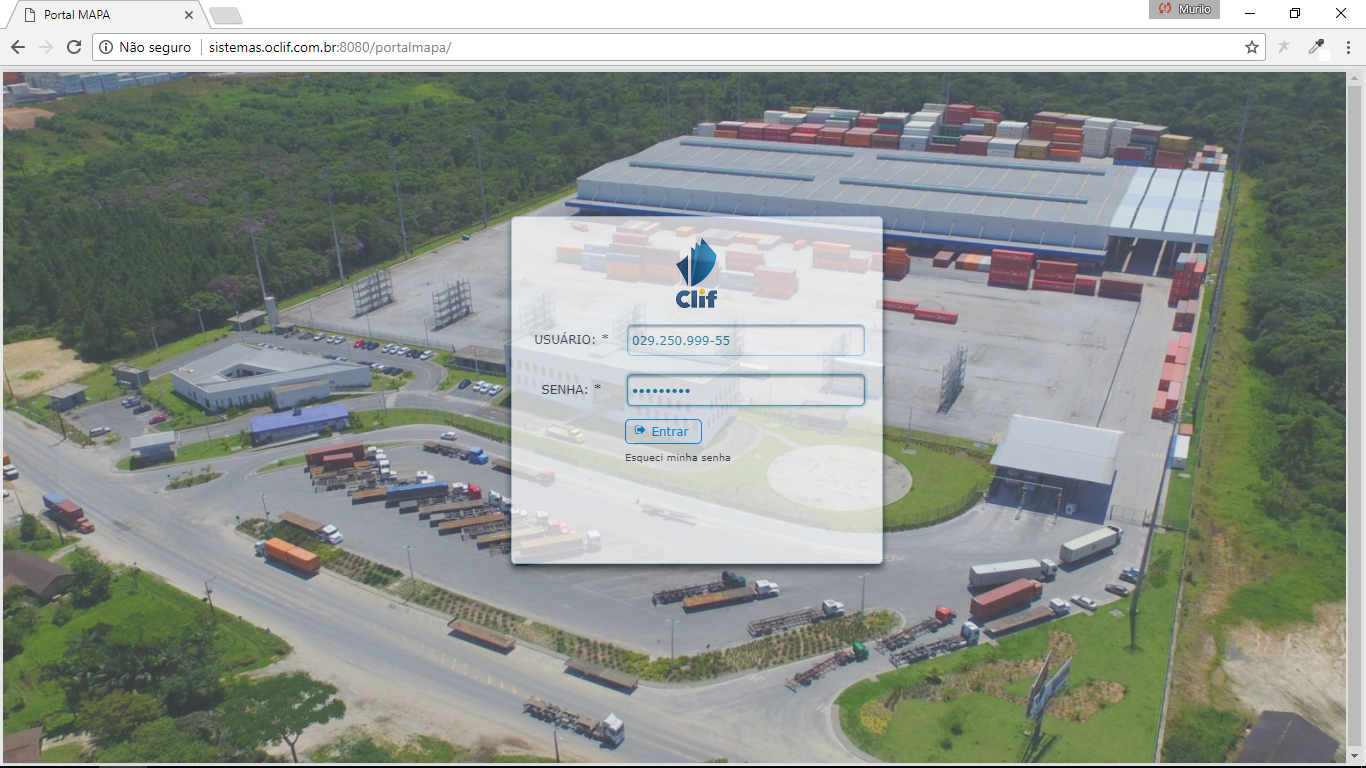 Portal MAPA
Murilo
Não seguro
sistemas.oclif.com.br:8080/portalmapa/
Clif
USUÁRIO: *
029.250.999-55
SENHA: *
•••••••••
Entrar
Esqueci minha senha